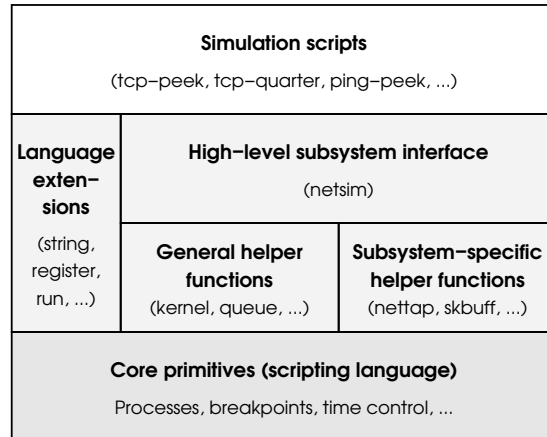 Simulation scripts
(tcp–peek, tcp–quarter, ping–peek, ...)
Language
exten–
sions
(string,
register,
run, ...)
High–level subsystem interface
(netsim)
General helper
functions
(kernel, queue, ...)
Subsystem–specific
helper functions
(nettap, skbuff, ...)
Core primitives (scripting language)
Processes, breakpoints, time control, ...